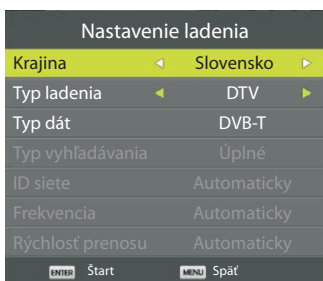 Nastavenie ladenia
Krajina Slovensko
Typ ladenia DTV
Typ dát DVB-T
Typ vyhľadávania Úplné
ID siete Automaticky
Frekvencia Automaticky
Rýchlosť prenosu Automaticky
ENTER Štart MENU Späť